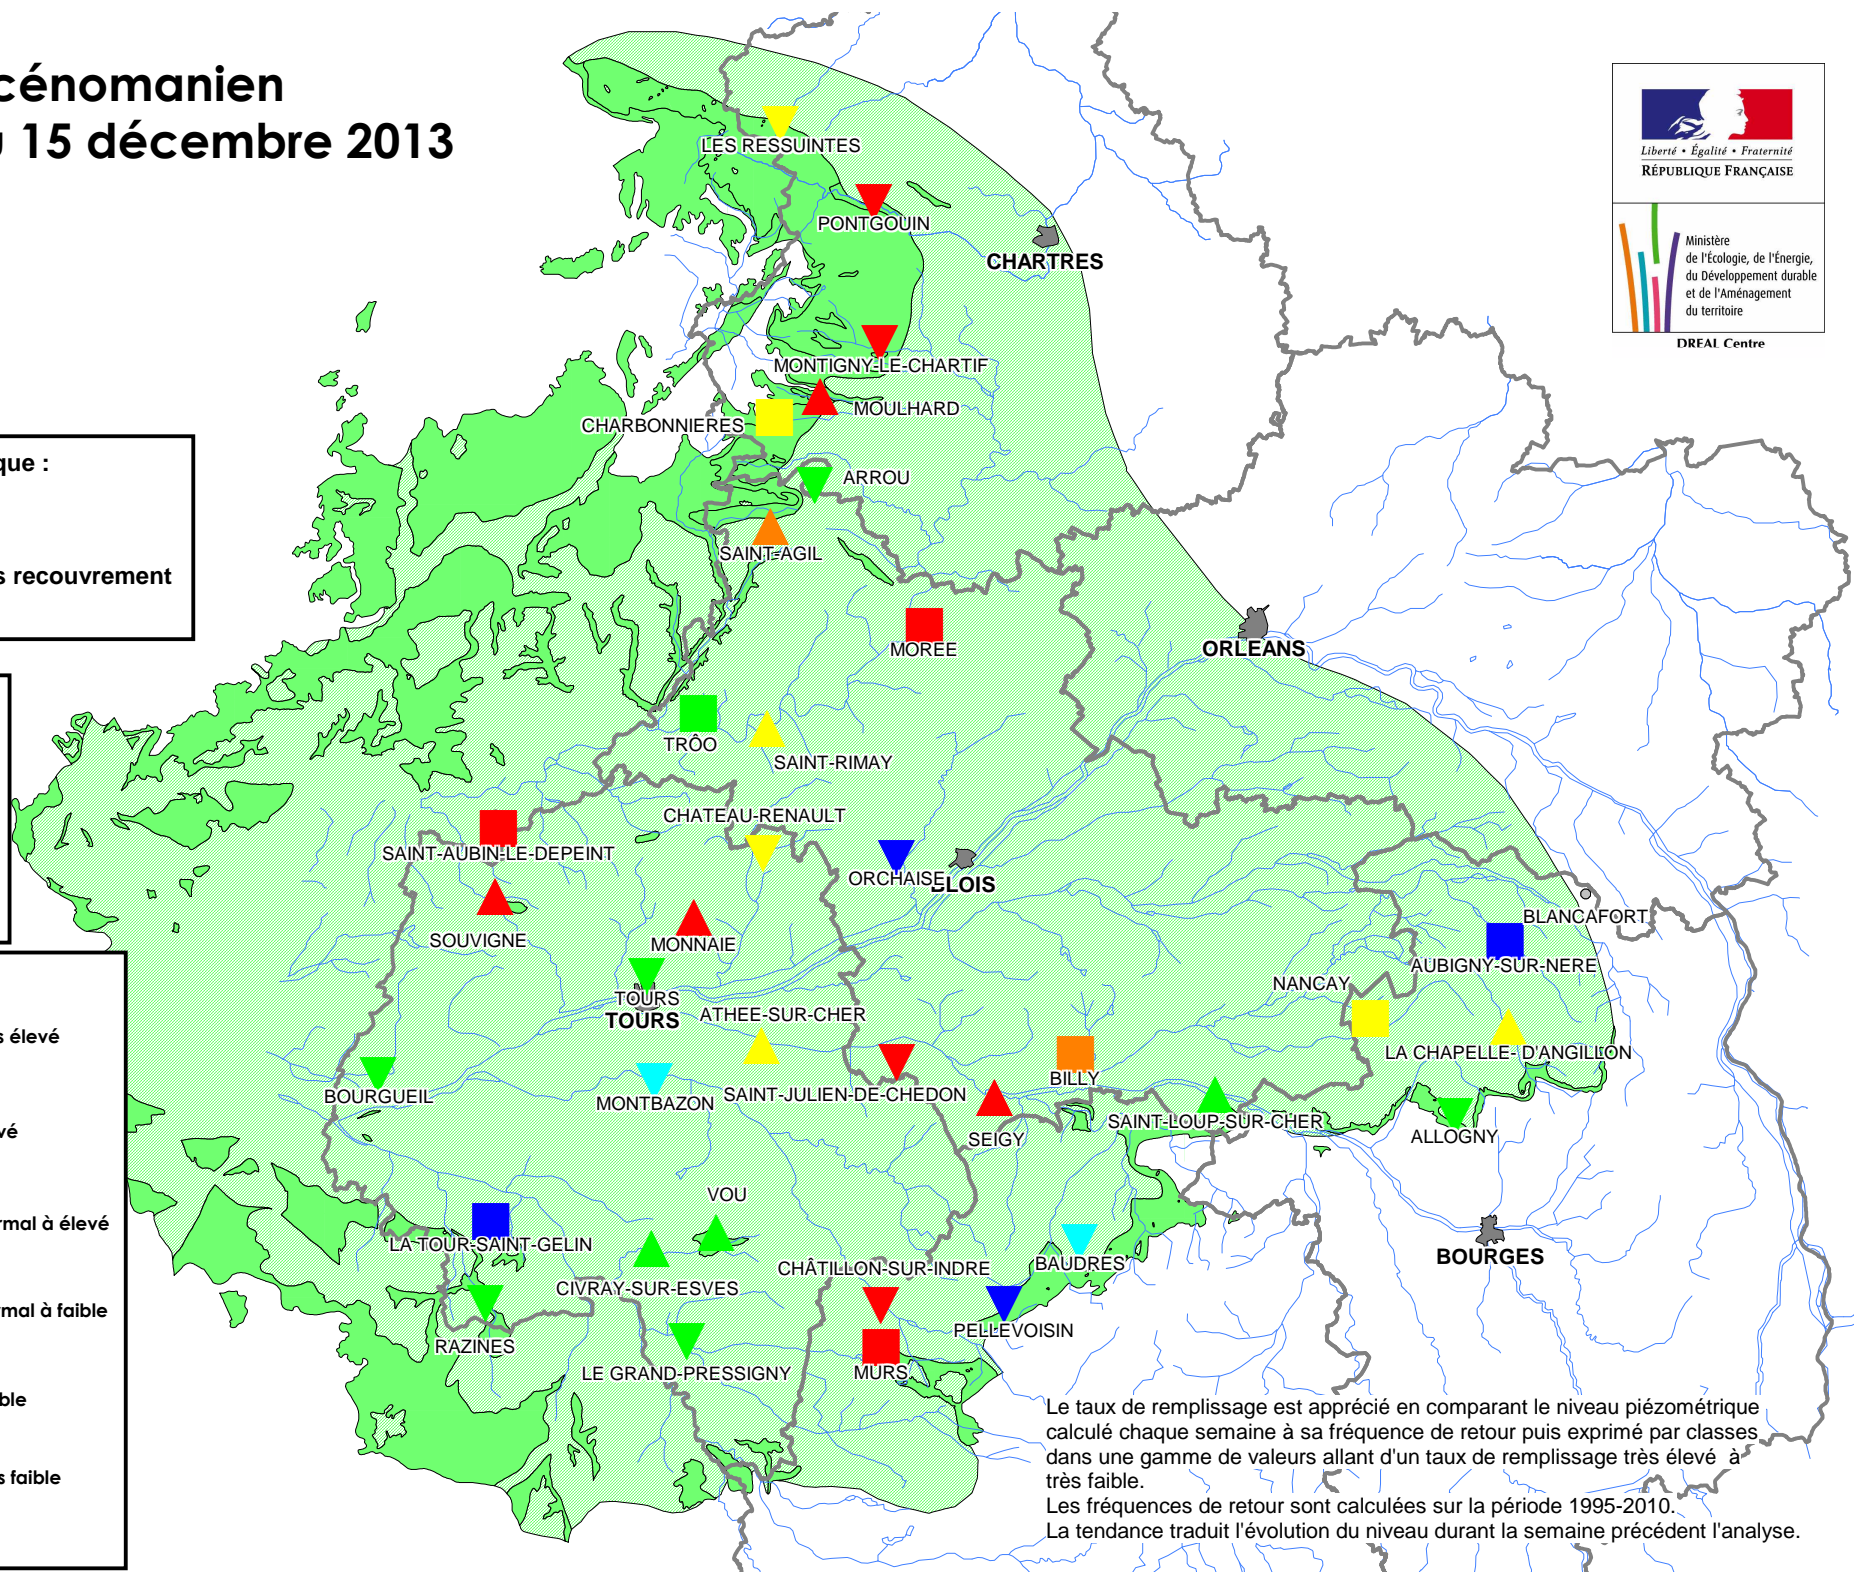 cénomanien
15 décembre 2013
que :
recouvrement
élevé
rmal à élevé
rmal à faible
faible
LES RESSUINTES
PONTGOUIN
CHARTRES
MONTIGNY-LE-CHARTIF
MOULHARD
CHARBONNIERES
ARROU
SAINT-AGIL
MOREE
ORLEANS
TRÔO
SAINT-RIMAY
CHATEAU-RENAULT
SAINT-AUBIN-LE-DEPEINT
ORCHAISE
BLOIS
SOUVIGNE
MONNAIE
BLANCAFORT
AUBIGNY-SUR-NERE
NANCAY
TOURS
TOURS
ATHEE-SUR-CHER
LA CHAPELLE- D'ANGILLON
BOURGUEIL
MONTBAZON
SAINT-JULIEN-DE-CHEDON
BILLY
SEIGY
SAINT-LOUP-SUR-CHER
ALLOGNY
VOU
LA TOUR-SAINT-GELIN
CIVRAY-SUR-ESVES
CHÂTILLON-SUR-INDRE
BAUDRES
BOURGES
RAZINES
LE GRAND-PRESSIGNY
MURS
PELLEVOISIN
Liberté • Égalité • Fraternité
RÉPUBLIQUE FRANÇAISE
Ministère
de l'Écologie, de l'Énergie,
du Développement durable
et de l'Aménagement
du territoire
DREAL Centre
Le taux de remplissage est apprécié en comparant le niveau piézométrique
calculé chaque semaine à sa fréquence de retour puis exprimé par classes
dans une gamme de valeurs allant d'un taux de remplissage très élevé à
très faible.
Les fréquences de retour sont calculées sur la période 1995-2010.
La tendance traduit l'évolution du niveau durant la semaine précédent l'analyse.